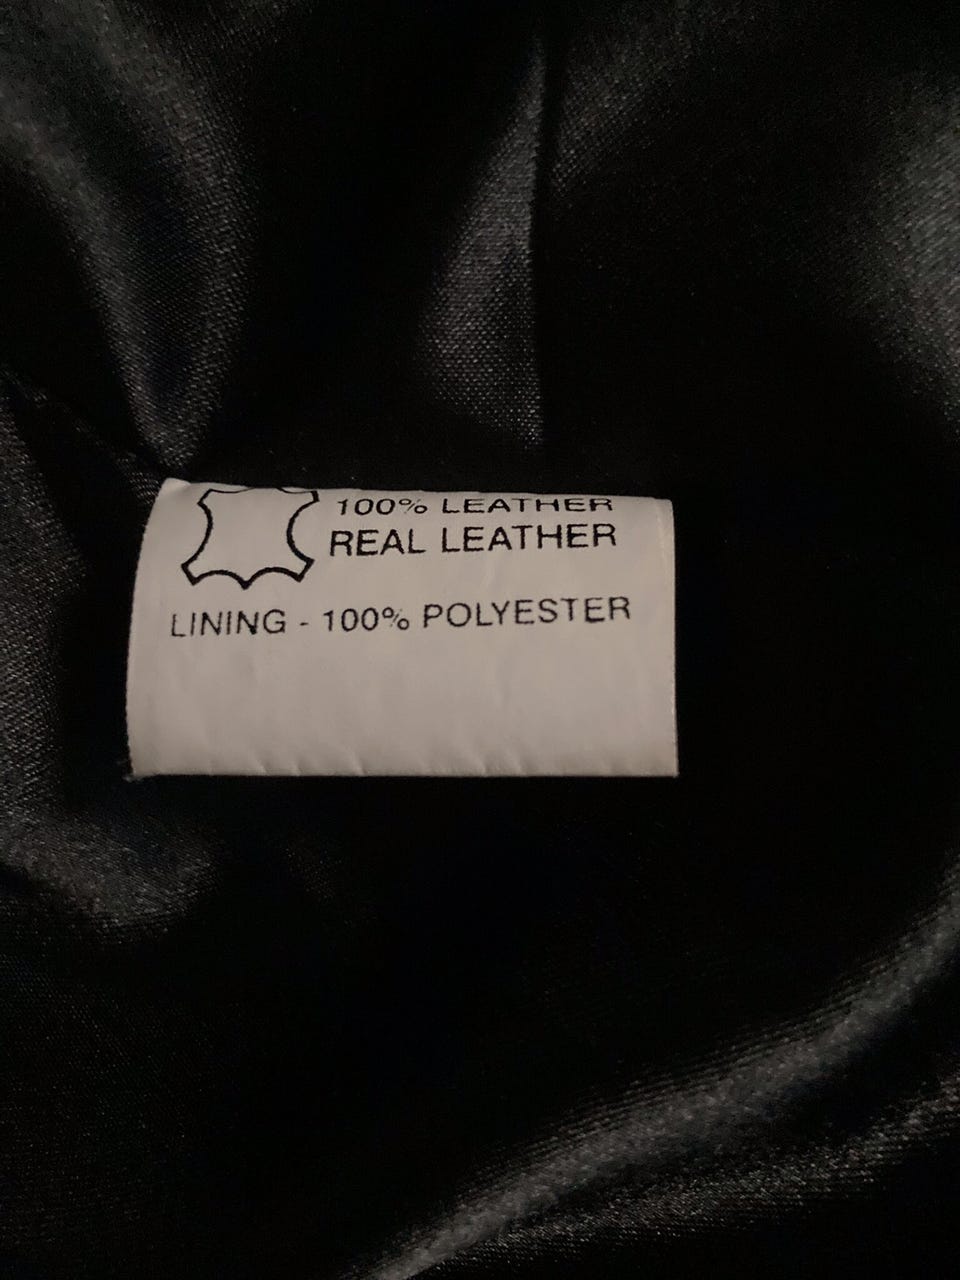 100% LEATHER
REAL LEATHER
LINING - 100% POLYESTER